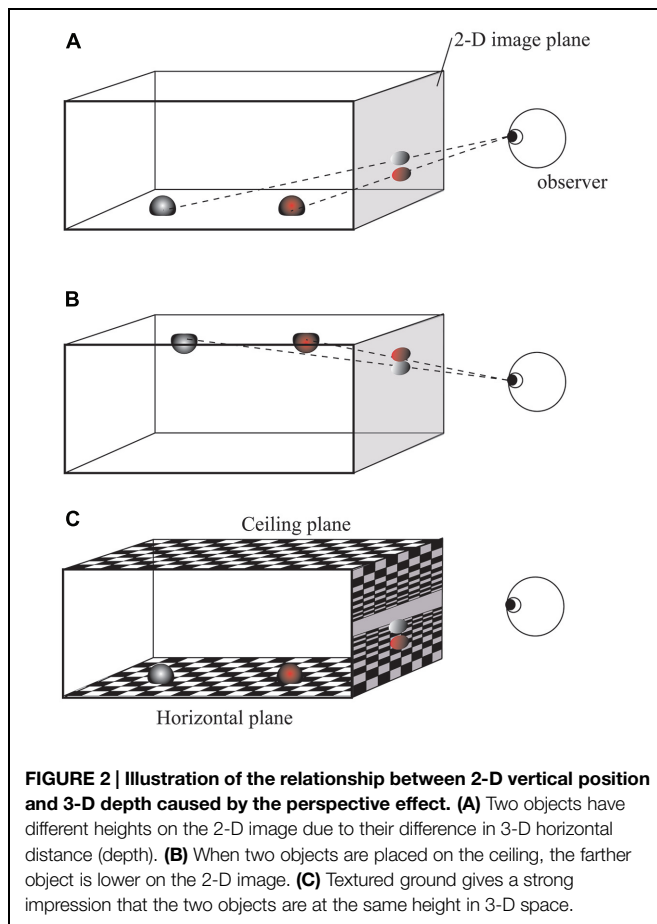 A
2-D image plane
observer
B
C
Ceiling plane
Horizontal plane
FIGURE 2 | Illustration of the relationship between 2-D vertical position
and 3-D depth caused by the perspective effect. (A) Two objects have
different heights on the 2-D image due to their difference in 3-D horizontal
distance (depth). (B) When two objects are placed on the ceiling, the farther
object is lower on the 2-D image. (C) Textured ground gives a strong
impression that the two objects are at the same height in 3-D space.